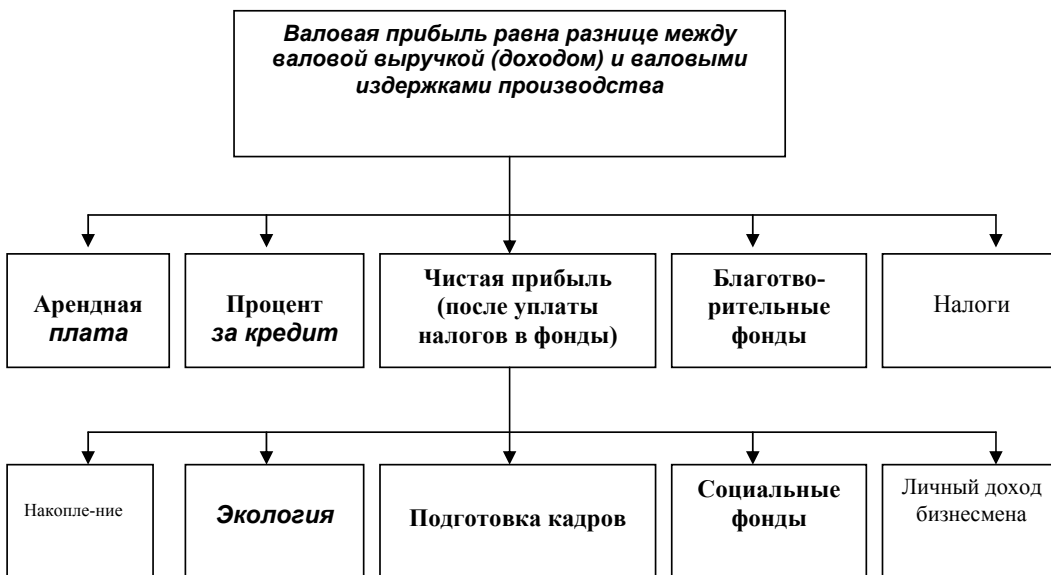 Валовая прибыль равна разнице между
валовой выручкой (доходом) и валовыми
издержками производства
Арендная
плата
Процент
за кредит
Чистая прибыль
(после уплаты
налогов в фонды)
Благотво-
рительные
фонды
Налоги
Накопле-ние
Экология
Подготовка кадров
Социальные
фонды
Личный доход
бизнесмена